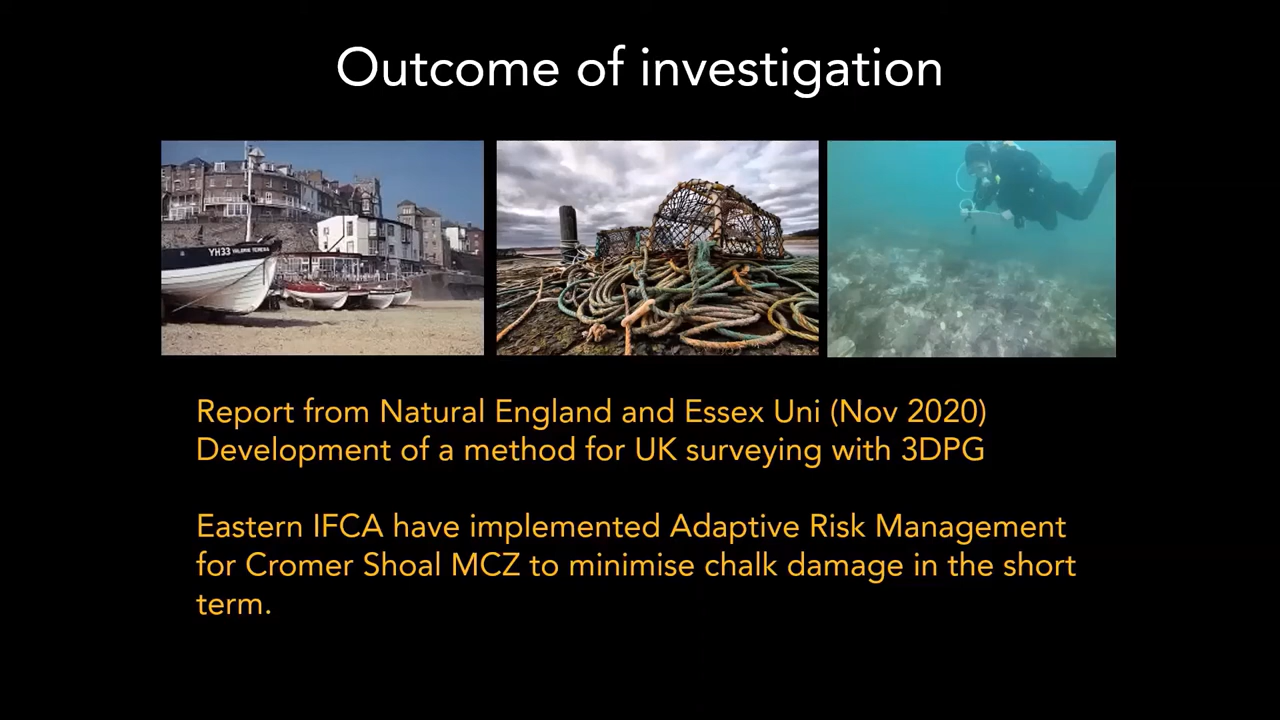 Outcome of investigation
YH33 VALERIE TERESA
Report from Natural England and Essex Uni (Nov 2020)
Development of a method for UK surveying with 3DPG
Eastern IFCA have implemented Adaptive Risk Management
for Cromer Shoal MCZ to minimise chalk damage in the short
term.